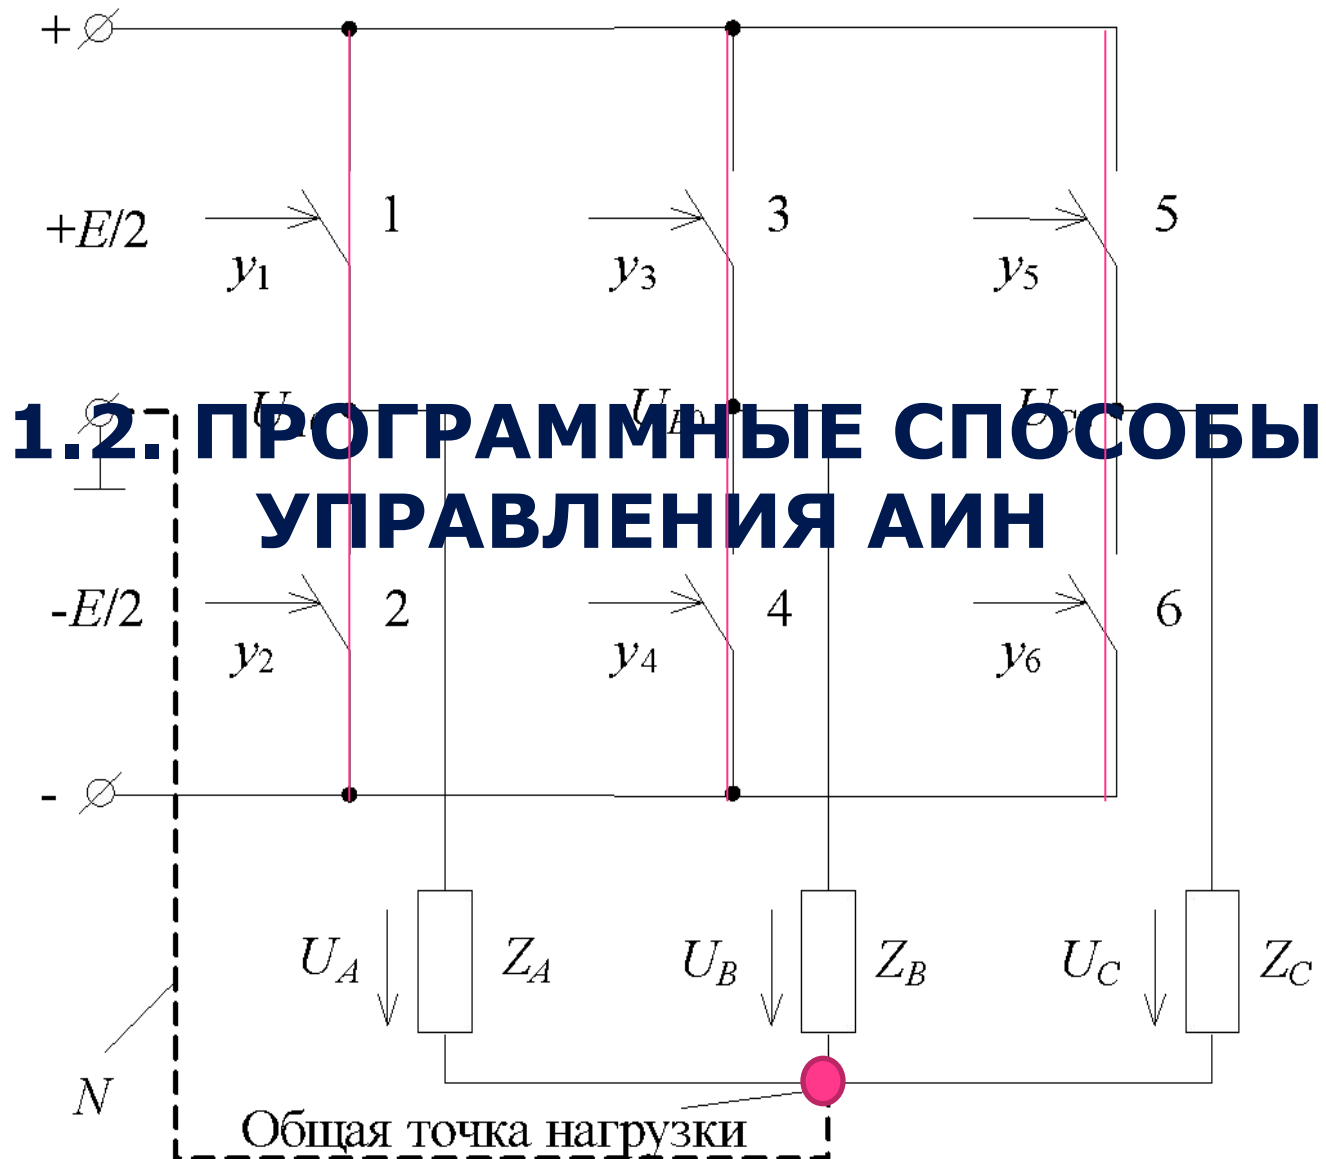 +
+E/2
1
3
5
y1
y3
y5
1.2. ПРОГРАММНЫЕ СПОСОБЫ
УПРАВЛЕНИЯ АИН
-E/2
2
4
6
y2
y4
y6
-
UA
ZA
UB
ZB
UC
ZC
N
Общая точка нагрузки